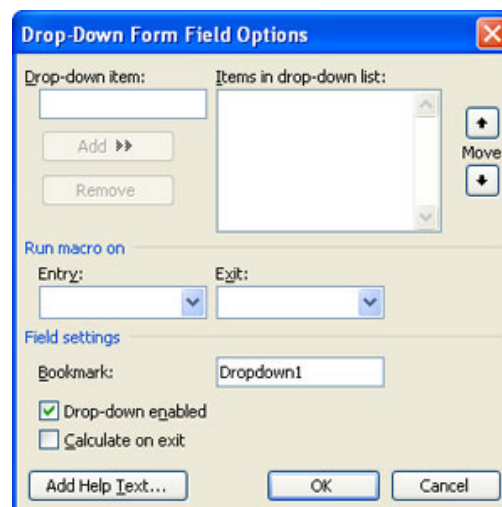 Drop-Down Form Field Options
Drop-down item:
Items in drop-down list:
Add
Remove
Move
Run macro on
Entry:
Exit:
Field settings
Bookmark:
Dropdown1
Drop-down enabled
Calculate on exit
Add Help Text...
OK
Cancel